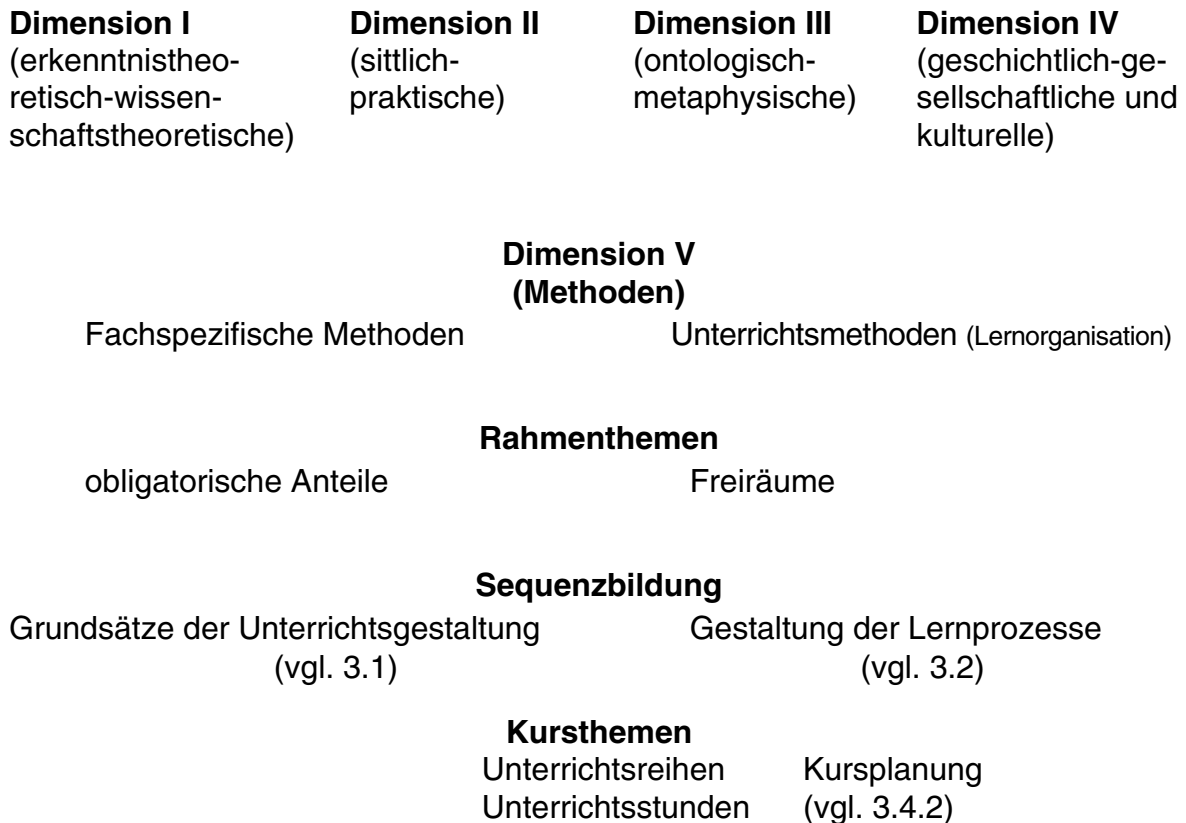 Dimension I
(erkenntnistheo-
retisch-wissen-
schaftstheoretische)
Dimension II
(sittlich-
praktische)
Dimension III
(ontologisch-
metaphysische)
Dimension IV
(geschichtlich-ge-
sellschaftliche und
kulturelle)
Dimension V
(Methoden)
Fachspezifische Methoden
Unterrichtsmethoden (Lernorganisation)
Rahmenthemen
obligatorische Anteile
Freiräume
Sequenzbildung
Grundsätze der Unterrichtsgestaltung
(vgl. 3.1)
Gestaltung der Lernprozesse
(vgl. 3.2)
Kursthemen
Unterrichtsreihen
Unterrichtsstunden
Kursplanung
(vgl. 3.4.2)